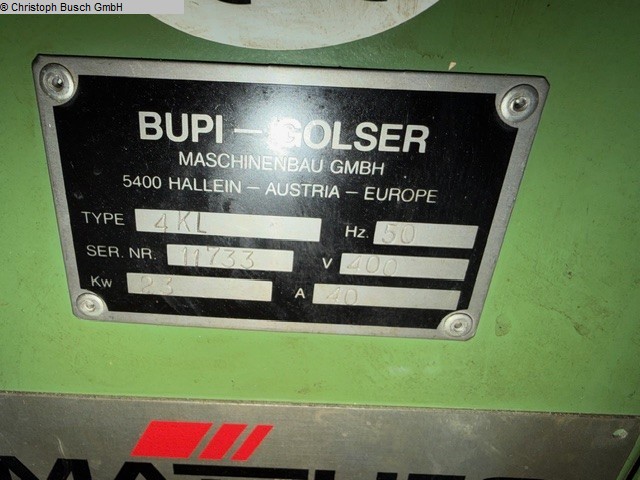 © Christoph Busch GmbH
BUPI-GOLSER
MASCHINENBAU GMBH
5400 HALLEIN - AUSTRIA - EUROPE
TYPE 4KL Hz. 50
SER. NR. 11733 V 400
Kw 23 A 40